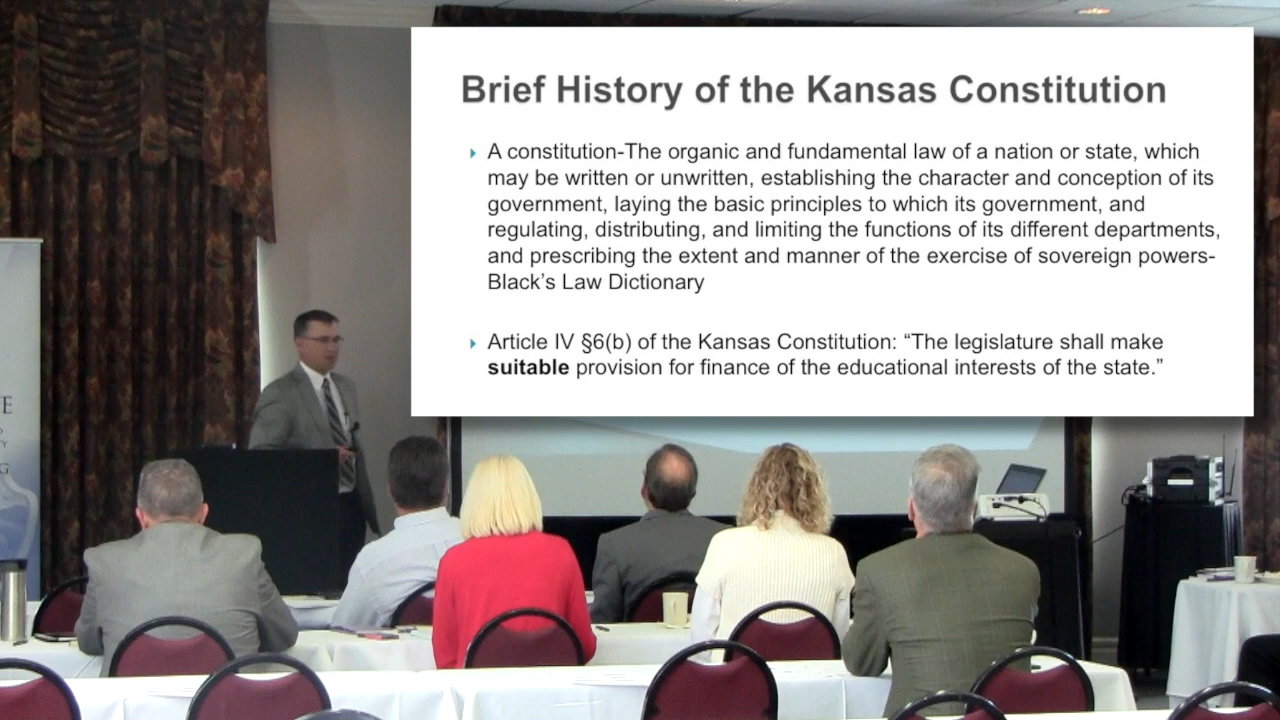 Brief History of the Kansas Constitution
A constitution-The organic and fundamental law of a nation or state, which
may be written or unwritten, establishing the character and conception of its
government, laying the basic principles to which its government, and
regulating, distributing, and limiting the functions of its different departments,
and prescribing the extent and manner of the exercise of sovereign powers-
Black's Law Dictionary
Article IV §6(b) of the Kansas Constitution: “The legislature shall make
suitable provision for finance of the educational interests of the state.”